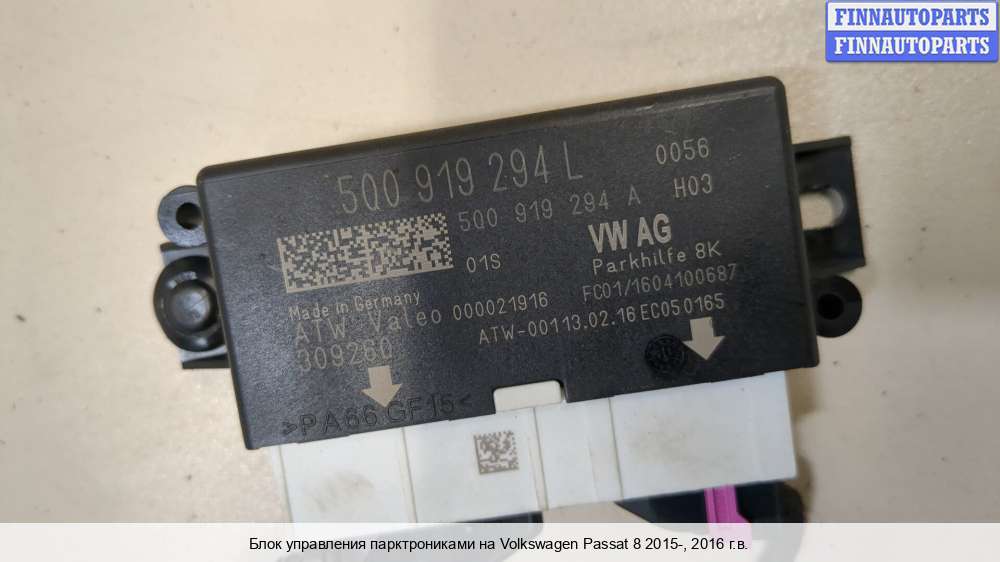 FINNAUTOPARTS
FINNAUTOPARTS
5Q0 919 294 L
0056
5Q0 919 294 A H03
01S
VW AG
Parkhilfe 8K
Made in Germany
000021916
FC01/1604100687
ATW Valeo
309260
ATW-001 13.02.16 EC050165
>PA66 GF15<
Блок управления парктрониками на Volkswagen Passat 8 2015-, 2016 г.в.